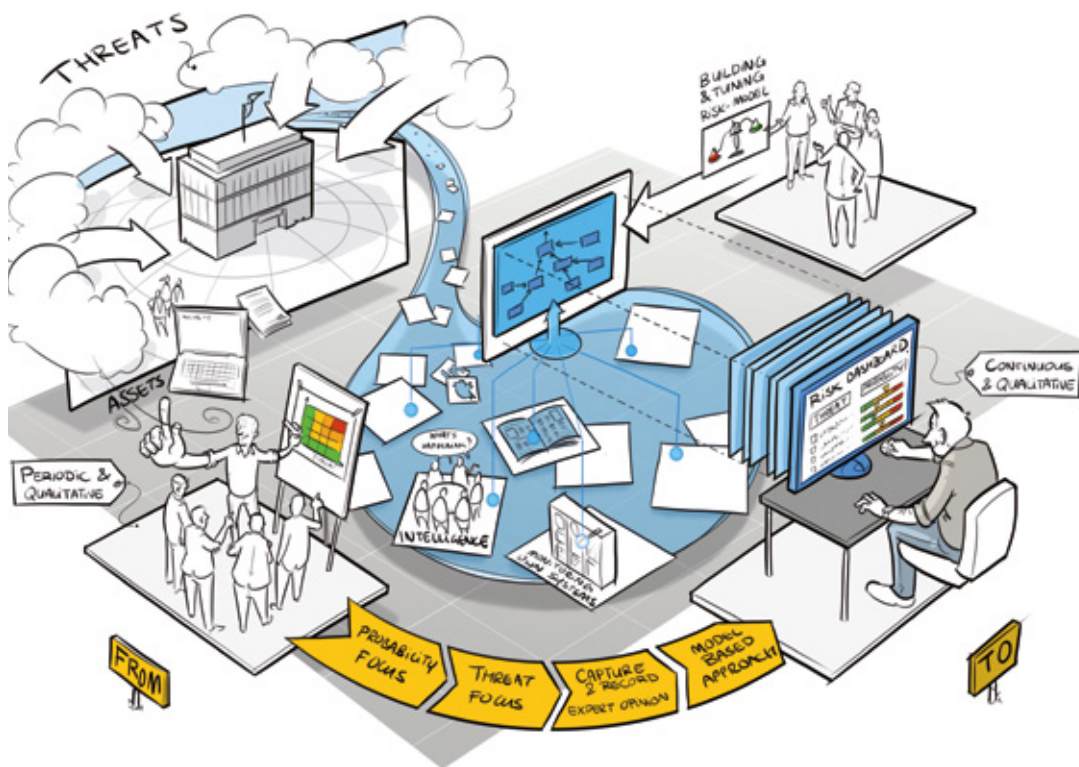 THREATS
BUILDING
& TUNING
RISK-MODEL
ASSETS
PERIODIC &
QUALITATIVE
WHAT'S
HAPPENING?
INTELLIGENCE
MONITORING
OWN SYSTEMS
RISK DASHBOARD
THREAT
PROBABILITY
CONTINUOUS
& QUALITATIVE
FROM
PROBABILITY
FOCUS
THREAT
FOCUS
CAPTURE
& RECORD
EXPERT OPINION
MODEL
BASED
APPROACH
TO